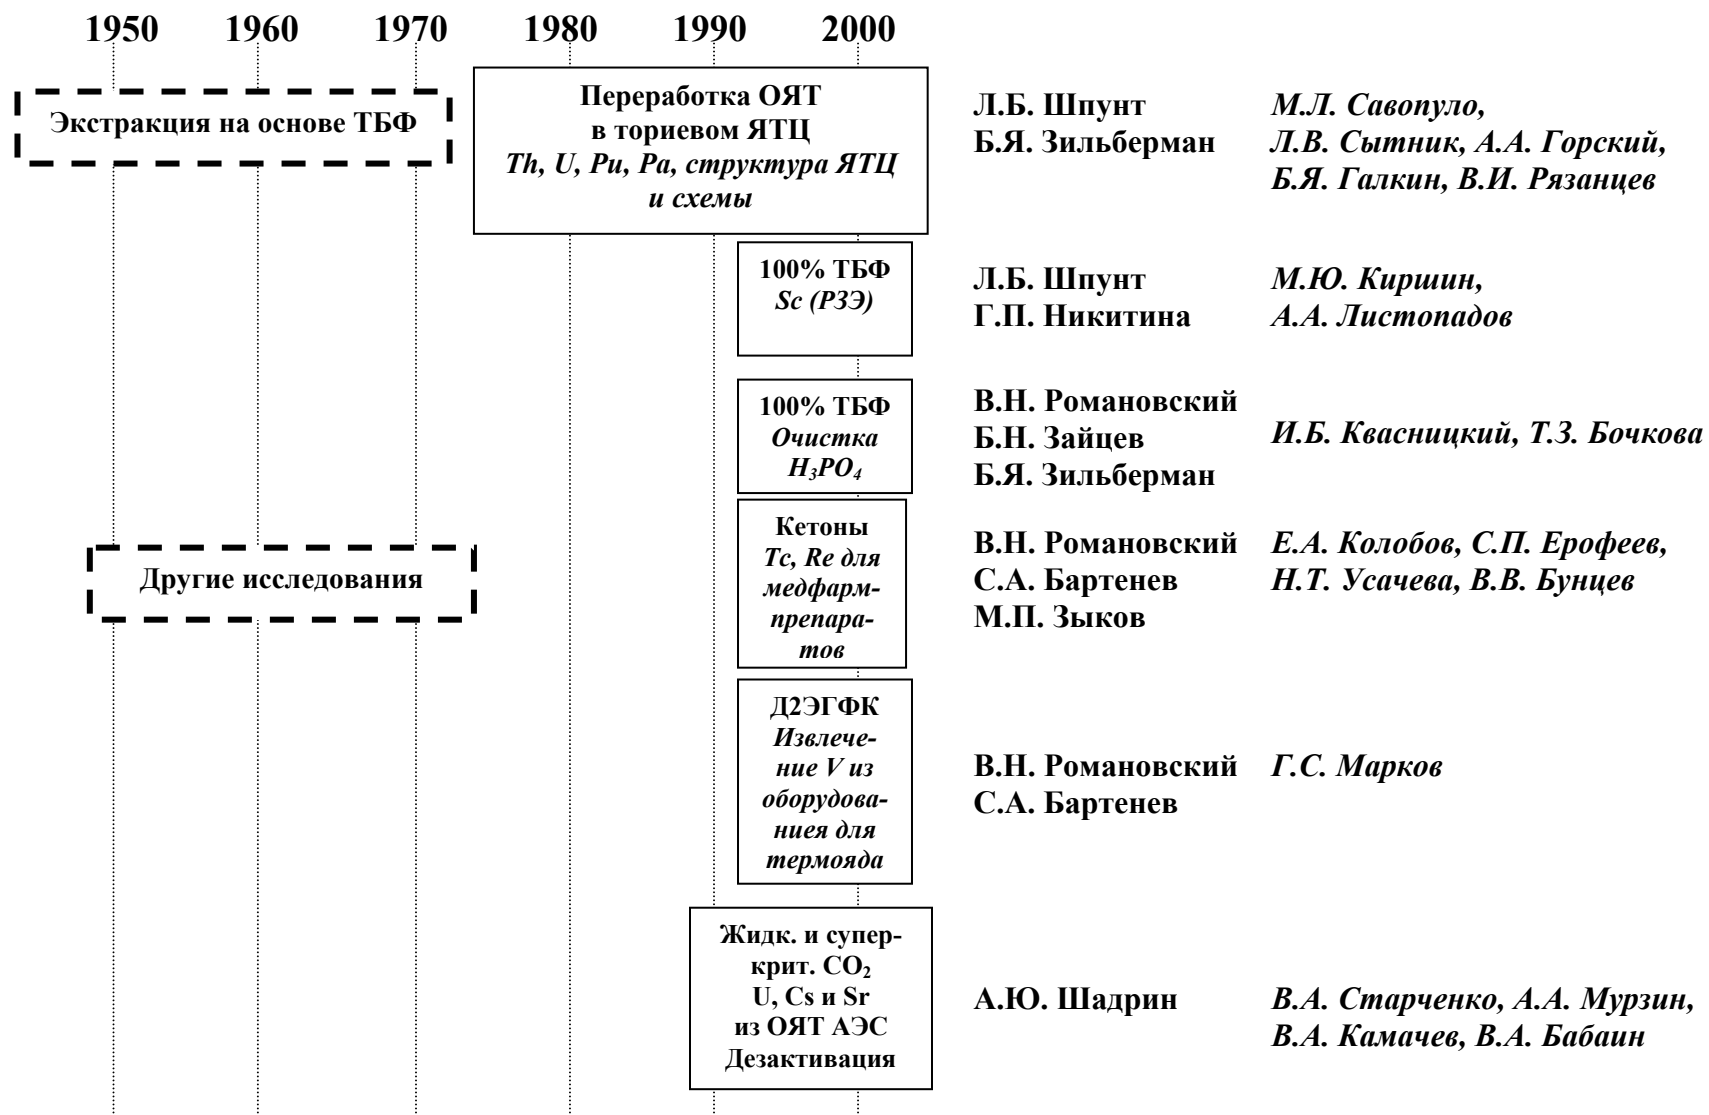 1950 1960 1970 1980 1990 2000
Экстракция на основе ТБФ
Переработка ОЯТ
в ториевом ЯТЦ
Th, U, Pu, Pa, структура ЯТЦ
и схемы
Л.Б. Шпунт
Б.Я. Зильберман
М.Л. Савопуло,
Л.В. Сытник, А.А. Горский,
Б.Я. Галкин, В.И. Рязанцев
100% ТБФ
Sc (РЗЭ)
Л.Б. Шпунт
Г.П. Никитина
М.Ю. Киршин,
А.А. Листопадов
100% ТБФ
Очистка
H₃PO₄
В.Н. Романовский
Б.Н. Зайцев
Б.Я. Зильберман
И.Б. Квасницкий, Т.З. Бочкова
Другие исследования
Кетоны
Tc, Re для
медфарм-
препара-
тов
В.Н. Романовский
С.А. Бартенев
М.П. Зыков
Е.А. Колобов, С.П. Ерофеев,
Н.Т. Усачева, В.В. Бунцев
Д2ЭГФК
Извлече-
ние V из
оборудова-
ниея для
термояда
В.Н. Романовский
С.А. Бартенев
Г.С. Марков
Жидк. и супер-
крит. CO₂
U, Cs и Sr
из ОЯТ АЭС
Дезактивация
А.Ю. Шадрин
В.А. Старченко, А.А. Мурзин,
В.А. Камачев, В.А. Бабаин